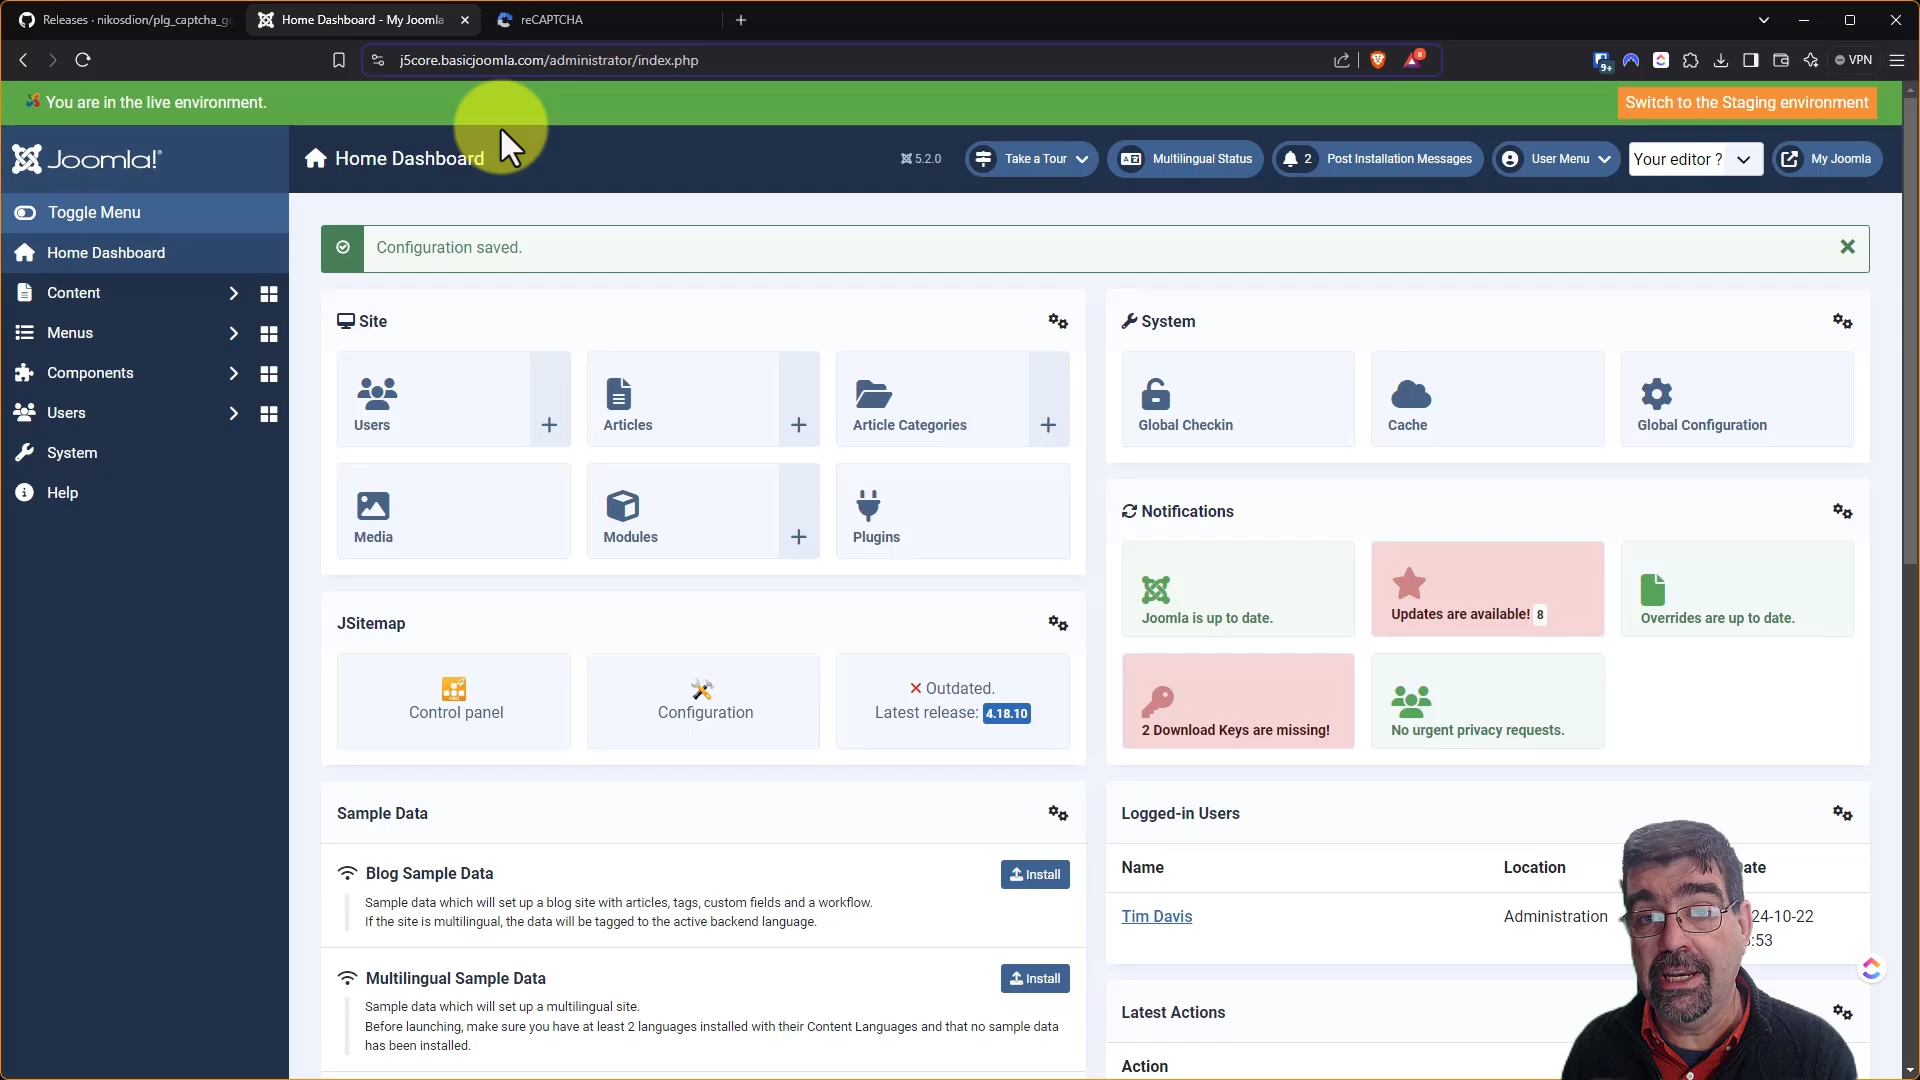 Releases · nikosdion/plg_captcha_g
Home Dashboard - My Joomla
reCAPTCHA
j5core.basicjoomla.com/administrator/index.php
8
9+
VPN
You are in the live environment.
Switch to the Staging environment
Joomla!
Home Dashboard
5.2.0
Take a Tour
Multilingual Status
2 Post Installation Messages
User Menu
Your editor ?
My Joomla
Toggle Menu
Home Dashboard
Content
Menus
Components
Users
System
Help
Configuration saved.
Site
Users
Articles
Article Categories
Media
Modules
Plugins
JSitemap
Control panel
Configuration
Outdated.
Latest release: 4.18.10
Sample Data
Blog Sample Data
Install
Sample data which will set up a blog site with articles, tags, custom fields and a workflow.
If the site is multilingual, the data will be tagged to the active backend language.
Multilingual Sample Data
Install
Sample data which will set up a multilingual site.
Before launching, make sure you have at least 2 languages installed with their Content Languages and that no sample data
has been installed.
System
Global Checkin
Cache
Global Configuration
Notifications
Joomla is up to date.
Updates are available! 8
Overrides are up to date.
2 Download Keys are missing!
No urgent privacy requests.
Logged-in Users
Name
Location
ate
Tim Davis
Administration
24-10-22
:53
Latest Actions
Action